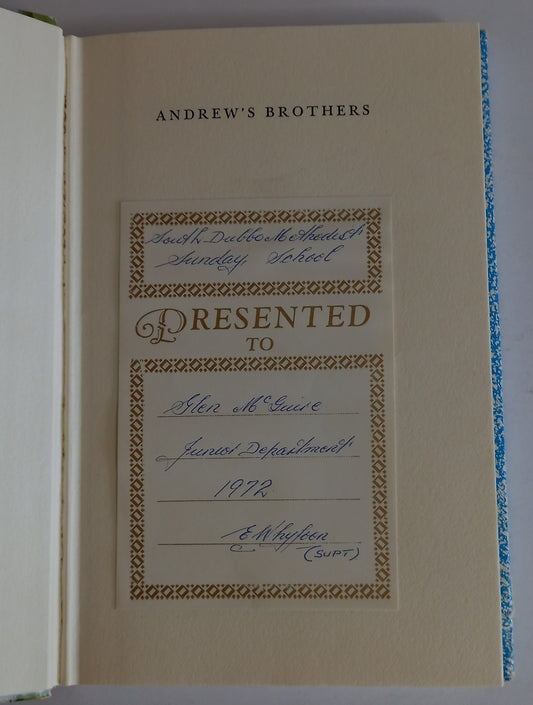 ANDREW'S BROTHERS
South Dubbo Methodist
Sunday School
PRESENTED
TO
Glen McGuire
Junior Department
1972
(SUPT)